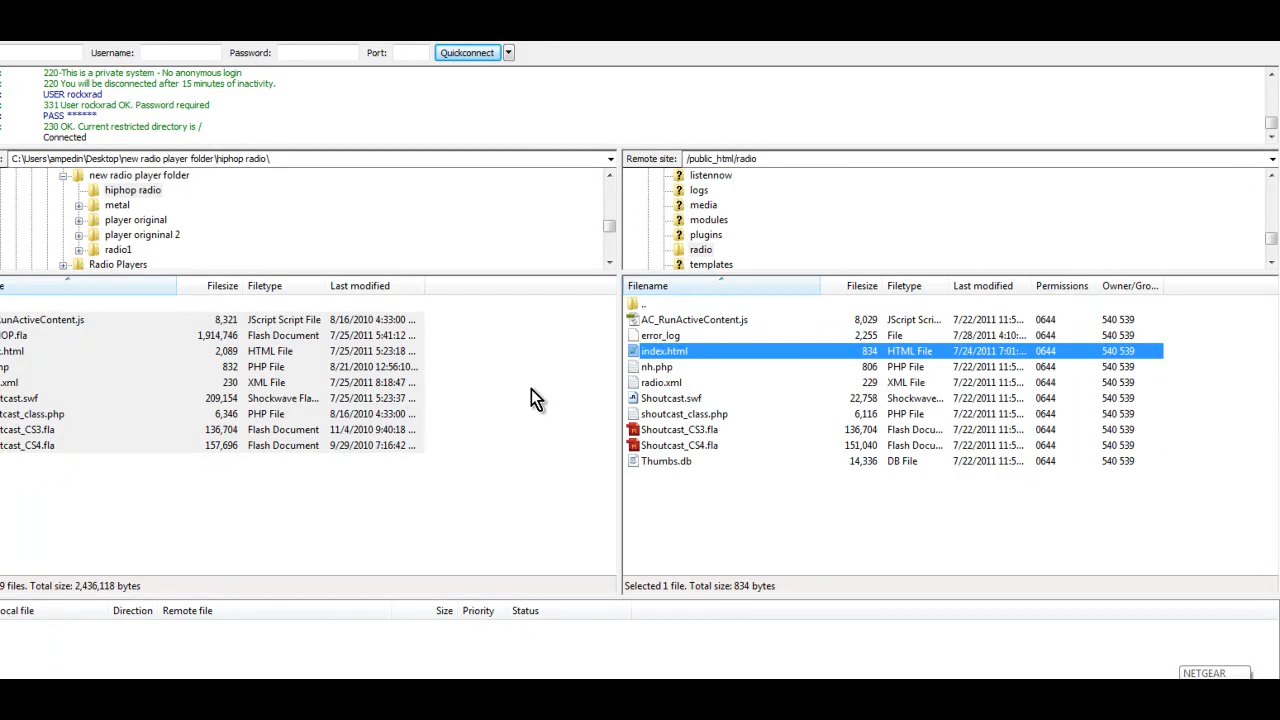 Username: Password: Port: Quickconnect
: 220-This is a private system - No anonymous login
: 220 You will be disconnected after 15 minutes of inactivity.
: USER rockxrad
: 331 User rockxrad OK. Password required
: PASS ******
: 230 OK. Current restricted directory is /
: Connected
: C:\Users\ampedin\Desktop\new radio player folder\hiphop radio\
new radio player folder
hiphop radio
metal
player original
player origninal 2
radio1
Radio Players
Remote site: /public_html/radio
listennow
logs
media
modules
plugins
radio
templates
e Filesize Filetype Last modified
RunActiveContent.js 8,321 JScript Script File 8/16/2010 4:33:00 ...
OP.fla 1,914,746 Flash Document 7/25/2011 5:41:12 ...
.html 2,089 HTML File 7/25/2011 5:23:18 ...
hp 832 PHP File 8/21/2010 12:56:10...
.xml 230 XML File 7/25/2011 8:18:47 ...
tcast.swf 209,154 Shockwave Fla... 7/25/2011 5:23:37 ...
tcast_class.php 6,346 PHP File 8/16/2010 4:33:00 ...
tcast_CS3.fla 136,704 Flash Document 11/4/2010 9:40:18 ...
tcast_CS4.fla 157,696 Flash Document 9/29/2010 7:16:42 ...
9 files. Total size: 2,436,118 bytes
Filename Filesize Filetype Last modified Permissions Owner/Gro...
..
AC_RunActiveContent.js 8,029 JScript Scri... 7/22/2011 11:5... 0644 540 539
error_log 2,255 File 7/28/2011 4:10:... 0644 540 539
index.html 834 HTML File 7/24/2011 7:01:... 0644 540 539
nh.php 806 PHP File 7/22/2011 11:5... 0644 540 539
radio.xml 229 XML File 7/22/2011 11:5... 0644 540 539
Shoutcast.swf 22,758 Shockwave... 7/22/2011 11:5... 0644 540 539
shoutcast_class.php 6,116 PHP File 7/22/2011 11:5... 0644 540 539
Shoutcast_CS3.fla 136,704 Flash Docu... 7/22/2011 11:5... 0644 540 539
Shoutcast_CS4.fla 151,040 Flash Docu... 7/22/2011 11:5... 0644 540 539
Thumbs.db 14,336 DB File 7/22/2011 11:5... 0644 540 539
Selected 1 file. Total size: 834 bytes
ocal file Direction Remote file Size Priority Status
NETGEAR